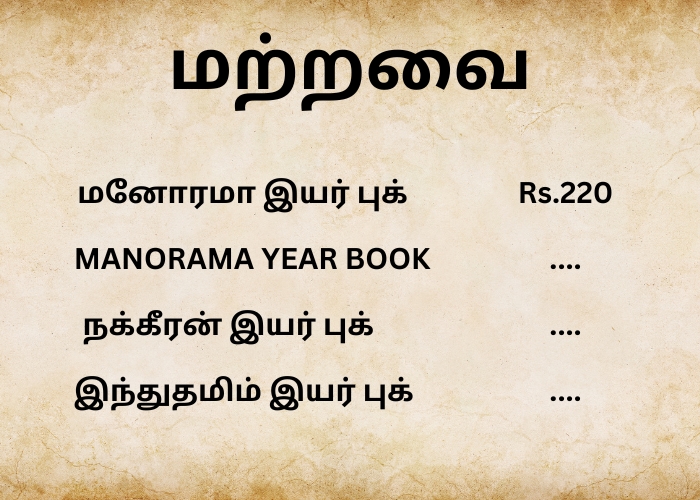 மற்றவை
மனோரமா இயர் புக் Rs.220
MANORAMA YEAR BOOK ....
நக்கீரன் இயர் புக் ....
இந்துதமிம் இயர் புக் ....